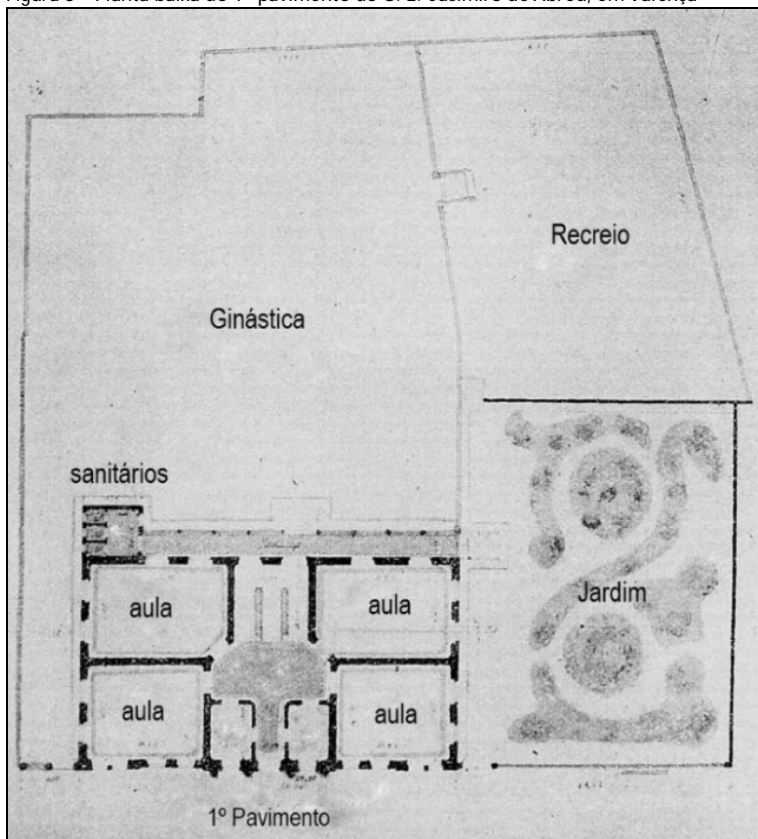 Recreio
Ginástica
sanitários
aula
aula
Jardim
aula
aula
1º Pavimento